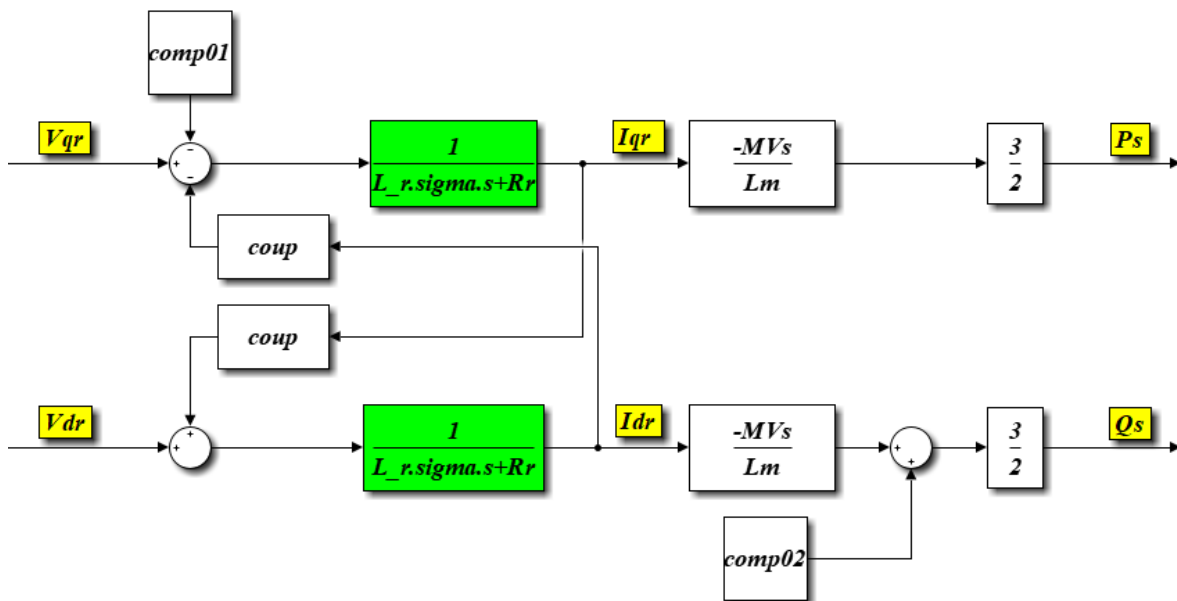 comp01
Vqr
+
−
−
1
L_r.sigma.s+Rr
Iqr
-MVs
Lm
3
2
Ps
coup
coup
Vdr
+
+
1
L_r.sigma.s+Rr
Idr
-MVs
Lm
+
+
3
2
Qs
comp02